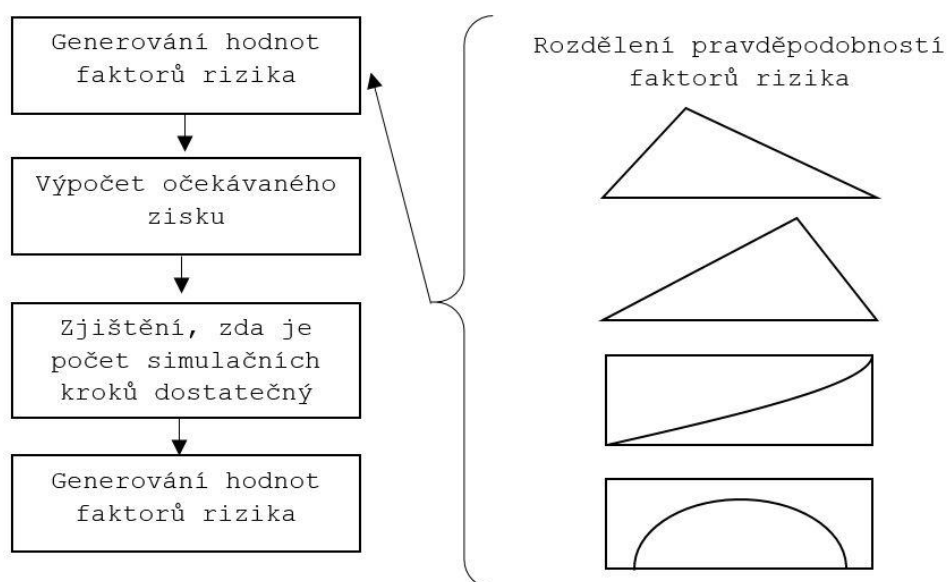 Generování hodnot
faktorů rizika
Výpočet očekávaného
zisku
Zjištění, zda je
počet simulačních
kroků dostatečný
Generování hodnot
faktorů rizika
Rozdělení pravděpodobností
faktorů rizika